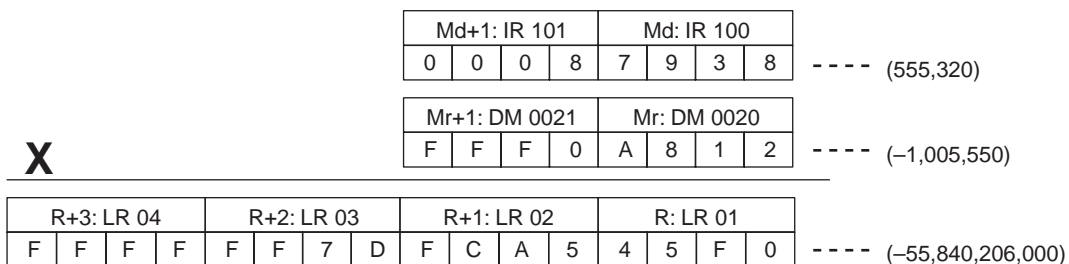 Md+1: IR 101 Md: IR 100
0 0 0 8 7 9 3 8 - - - - (555,320)
Mr+1: DM 0021 Mr: DM 0020
X F F F 0 A 8 1 2 - - - - (–1,005,550)
R+3: LR 04 R+2: LR 03 R+1: LR 02 R: LR 01
F F F F F F 7 D F C A 5 4 5 F 0 - - - - (–55,840,206,000)